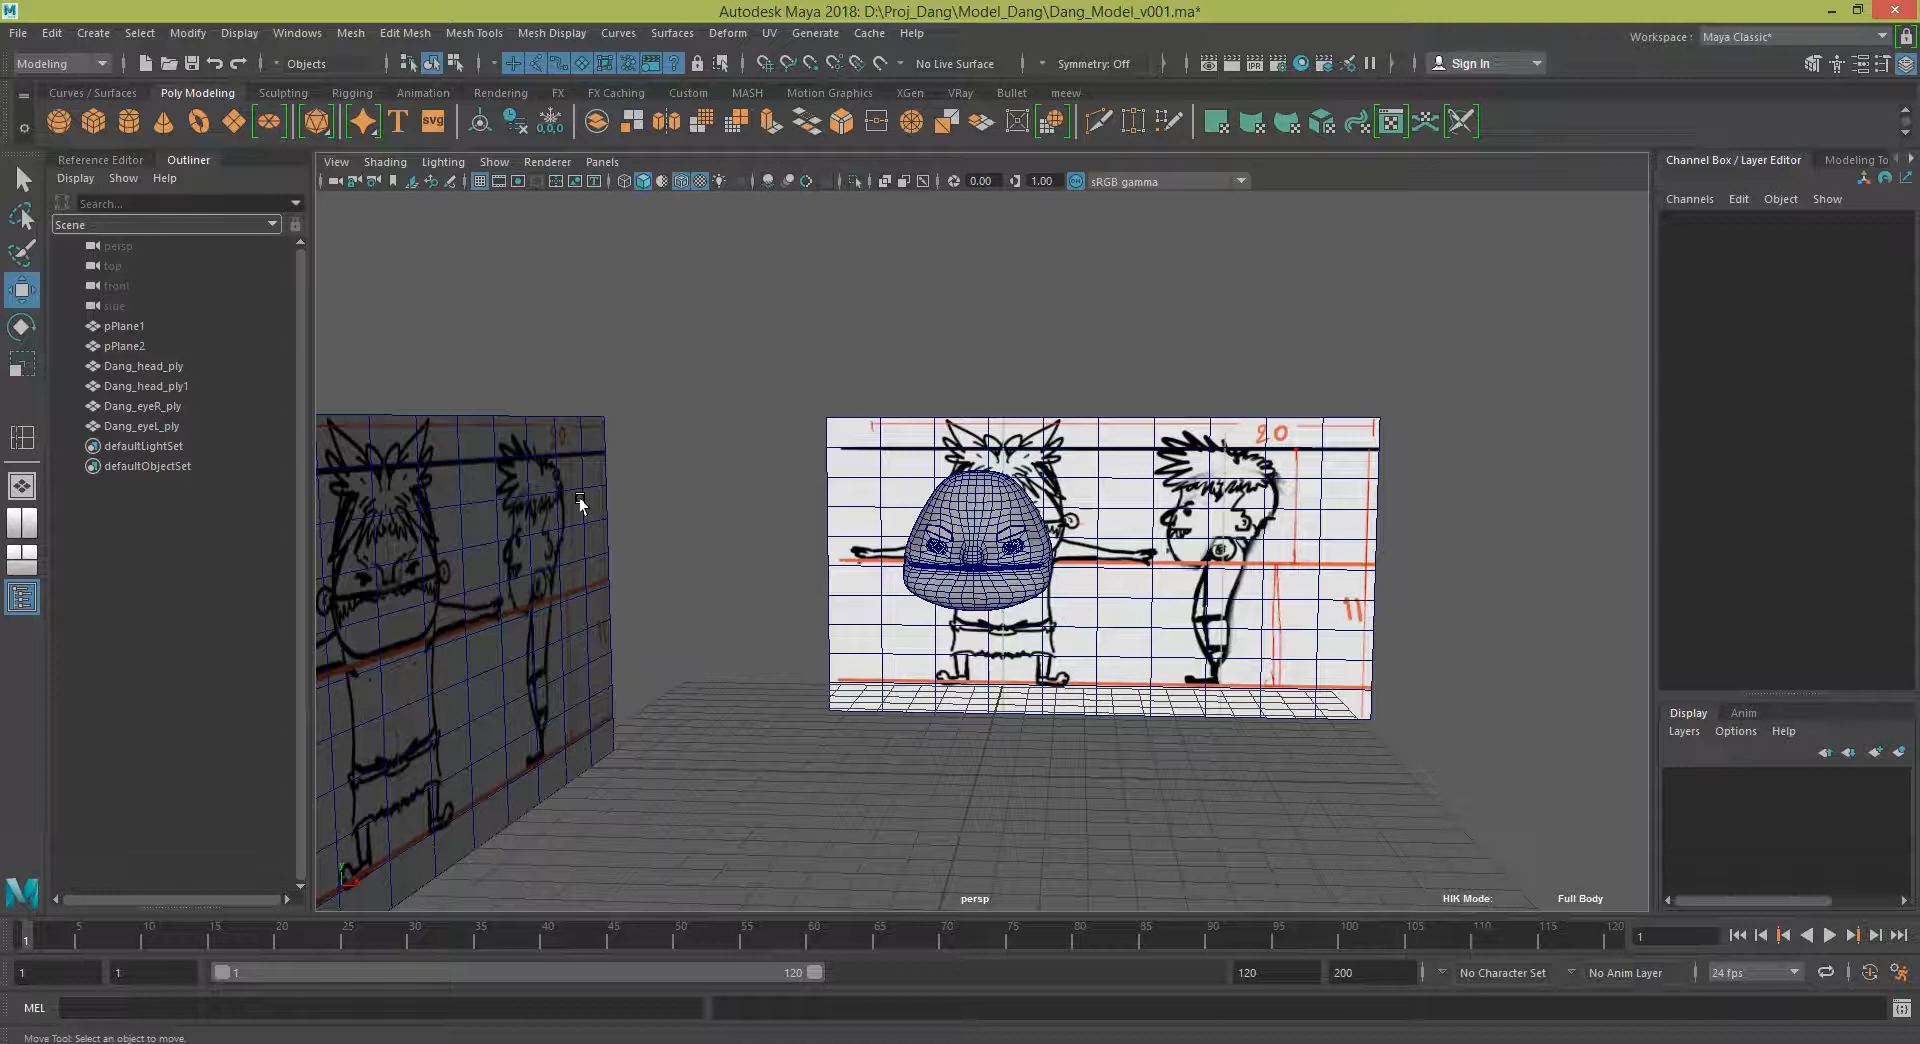 Autodesk Maya 2018: D:\Proj_Dang\Model_Dang\Dang_Model_v001.ma*
File Edit Create Select Modify Display Windows Mesh Edit Mesh Mesh Tools Mesh Display Curves Surfaces Deform UV Generate Cache Help
Workspace : Maya Classic*
Modeling Objects No Live Surface Symmetry: Off Sign In
Curves / Surfaces Poly Modeling Sculpting Rigging Animation Rendering FX FX Caching Custom MASH Motion Graphics XGen VRay Bullet meew
T svg 0,0,0
Reference Editor Outliner
View Shading Lighting Show Renderer Panels
Channel Box / Layer Editor Modeling To
Display Show Help
0.00 1.00 sRGB gamma
Channels Edit Object Show
Search...
Scene
persp
top
front
side
pPlane1
pPlane2
Dang_head_ply
Dang_head_ply1
Dang_eyeR_ply
Dang_eyeL_ply
defaultLightSet
defaultObjectSet
20
20
11
Display Anim
Layers Options Help
persp
HIK Mode: Full Body
1 5 10 15 20 25 30 35 40 45 50 55 60 65 70 75 80 85 90 95 100 105 110 115 120 1
1 1 1 120 120 200 No Character Set No Anim Layer 24 fps
MEL
Move Tool: Select an object to move.